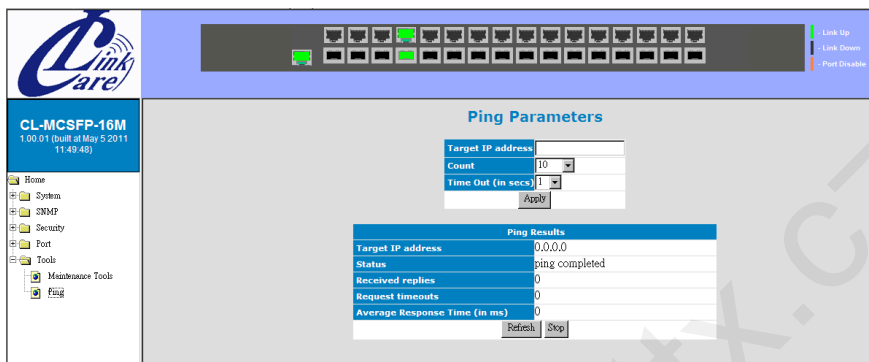 Link
Care
- Link Up
- Link Down
- Port Disable
CL-MCSFP-16M
1.00.01 (built at May 5 2011
11:49:48)
Home
System
SNMP
Security
Port
Tools
Maintenance Tools
Ping
Ping Parameters
Target IP address
Count 10
Time Out (in secs) 1
Apply
Ping Results
Target IP address 0.0.0.0
Status ping completed
Received replies 0
Request timeouts 0
Average Response Time (in ms) 0
Refresh Stop